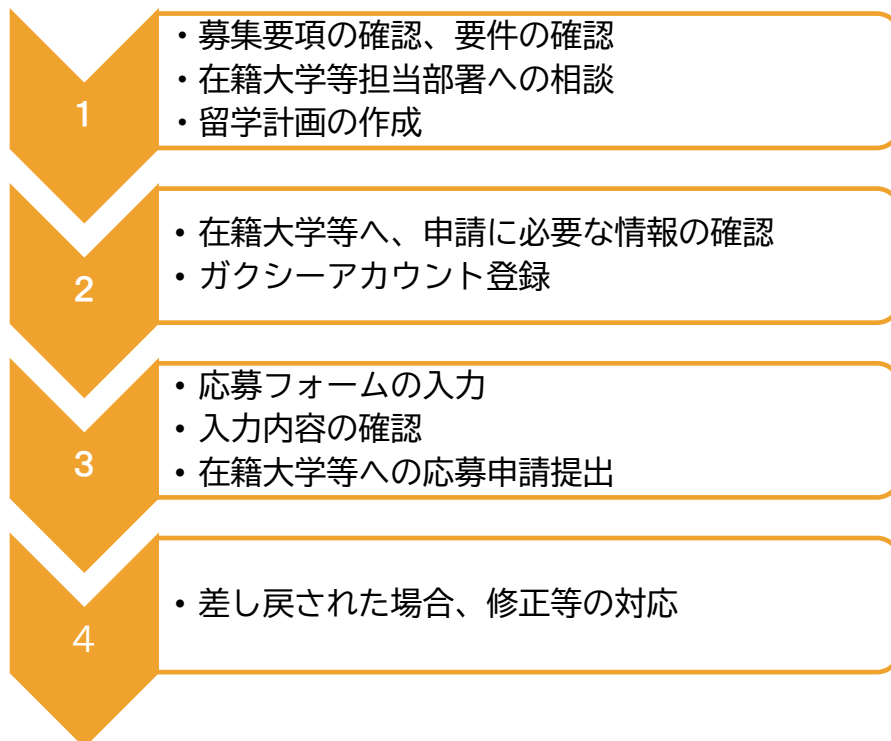 1
・募集要項の確認、要件の確認
・在籍大学等担当部署への相談
・留学計画の作成
2
・在籍大学等へ、申請に必要な情報の確認
・ガクシーアカウント登録
3
・応募フォームの入力
・入力内容の確認
・在籍大学等への応募申請提出
4
・差し戻された場合、修正等の対応